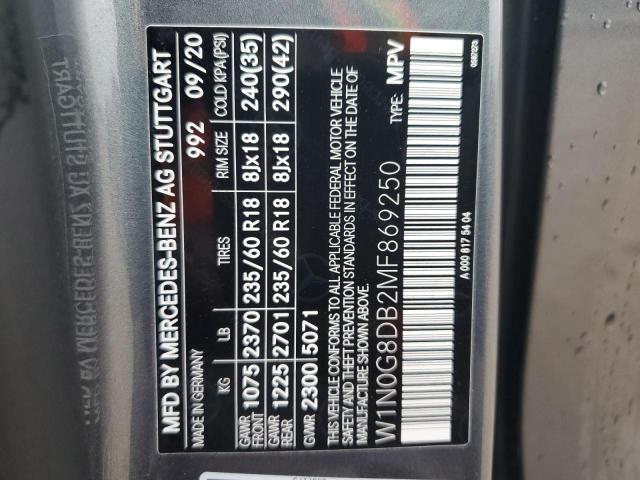 MFD BY MERCEDES-BENZ AG STUTTGART
MADE IN GERMANY 992 09/20
KG LB TIRES RIM SIZE COLD KPA(PSI)
GAWR FRONT 1075 2370 235/60 R18 8Jx18 240(35)
GAWR REAR 1225 2701 235/60 R18 8Jx18 290(42)
GVWR 2300 5071
THIS VEHICLE CONFORMS TO ALL APPLICABLE FEDERAL MOTOR VEHICLE
SAFETY AND THEFT PREVENTION STANDARDS IN EFFECT ON THE DATE OF
MANUFACTURE SHOWN ABOVE.
W1N0G8DB2MF869250 TYPE: MPV
A 000 817 54 04